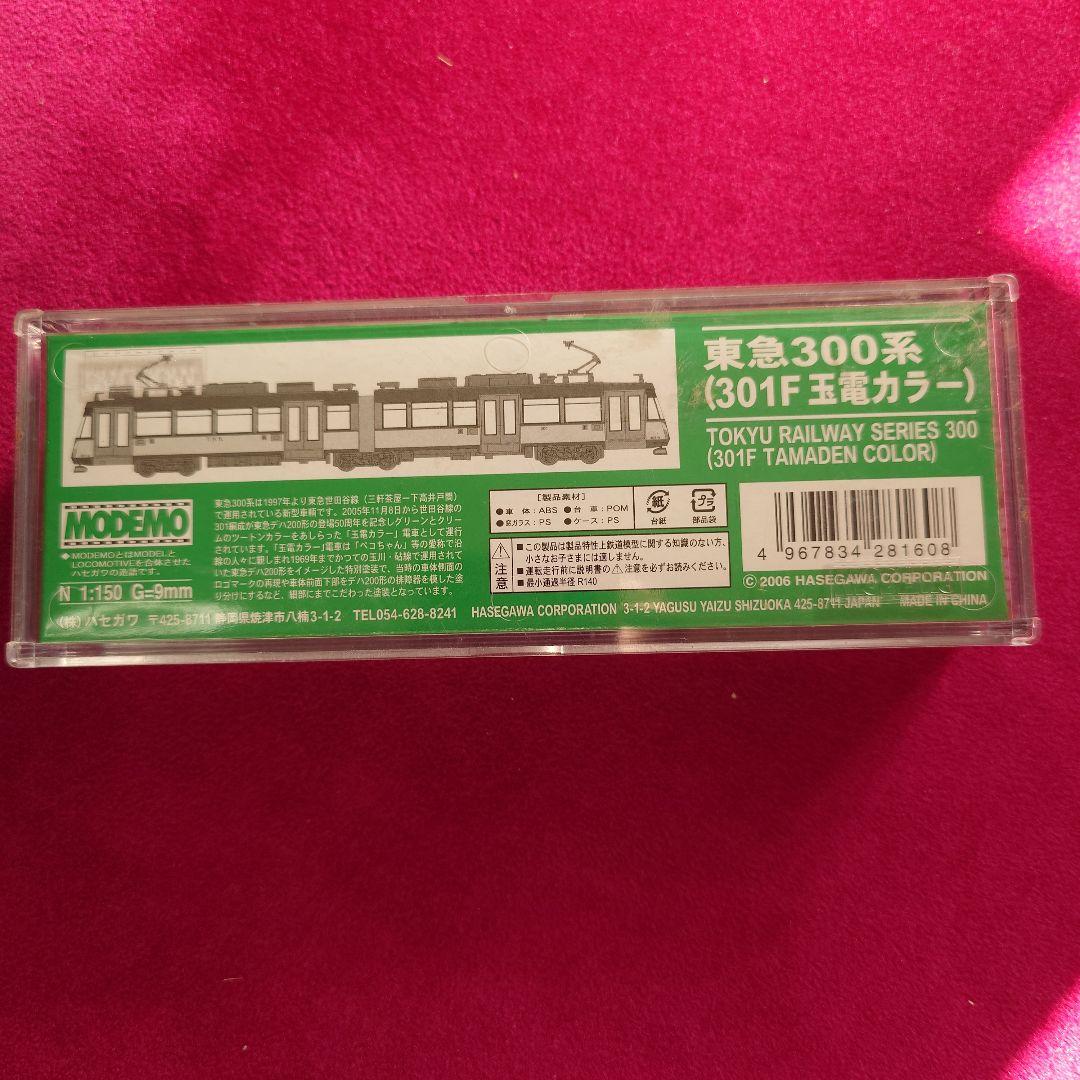 東急300系
(301F 玉電カラー)
TOKYU RAILWAY SERIES 300
(301F TAMADEN COLOR)
MODEMO
◆MODEMOとはMODELと
LOCOMOTIVEを合体させた
ハセガワの造語です。
N 1:150 G=9mm
東急300系は1997年より東急世田谷線(三軒茶屋ー下高井戸間)
で運用されている新型車輌です。2005年11月8日から世田谷線の
301編成が東急デハ200形の登場50周年を記念しグリーンとクリー
ムのツートンカラーをあしらった「玉電カラー」電車として運行
されています。「玉電カラー」電車は「ペコちゃん」等の愛称で沿
線の人々に親しまれ1969年までかつての玉川・砧線で運用されて
いた東急デハ200形をイメージした特別塗装で、当時の車体側面の
ロゴマークの再現や車体前面下部をデハ200形の排障器を模した塗
り分けにするなど、細部にまでこだわった塗装となっています。
[製品素材]
●車 体:ABS ●台 車:POM
●窓ガラス:PS ●ケース:PS
紙
台紙
プラ
部品袋
注意
■この製品は製品特性上鉄道模型に関する知識のない方、
小さなお子さまには適しません。
■運転走行前に説明書の⚠注意を必ずお読みください。
■最小通過半径 R140
4 967834 281608
© 2006 HASEGAWA CORPORATION
(株)ハセガワ 〒425-8711 静岡県焼津市八楠3-1-2 TEL054-628-8241 HASEGAWA CORPORATION 3-1-2 YAGUSU YAIZU SHIZUOKA 425-8711 JAPAN MADE IN CHINA